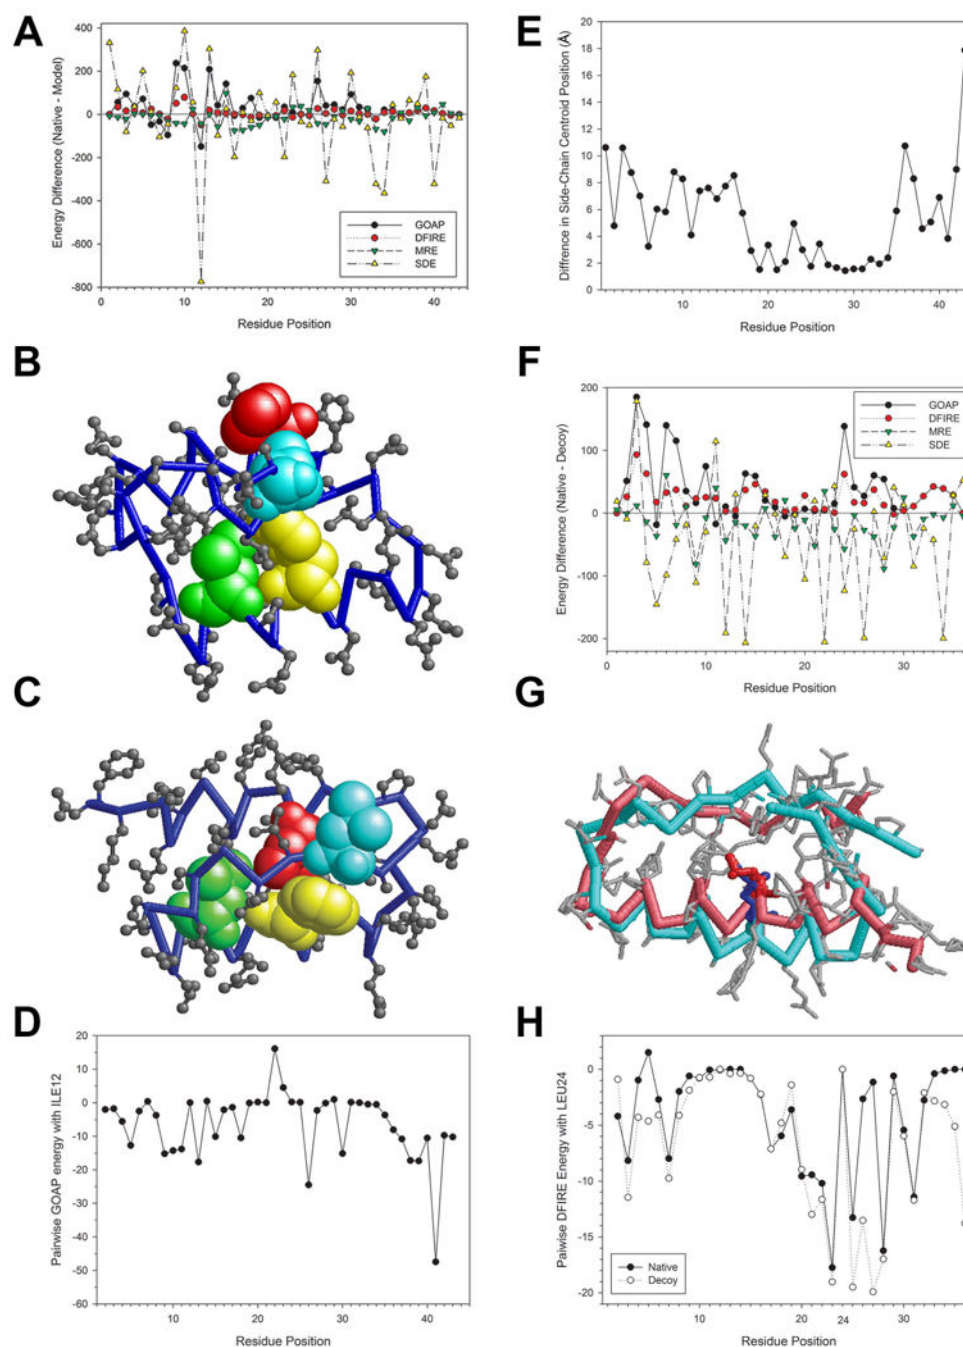 A
400
200
0
-200
-400
-600
-800
0
10
20
30
40
Energy Difference (Native - Model)
Residue Position
GOAP
DFIRE
MRE
SDE
B
C
D
20
10
0
-10
-20
-30
-40
-50
-60
10
20
30
40
Pairwise GOAP energy with ILE12
Residue Position
E
20
18
16
14
12
10
8
6
4
2
0
10
20
30
40
Diffrence in Side-Chain Centroid Position (Å)
Residue Position
F
200
100
0
-100
-200
0
10
20
30
Energy Difference (Native - Decoy)
Residue Position
GOAP
DFIRE
MRE
SDE
G
H
0
-5
-10
-15
-20
10
20
24
30
Paiwise DFIRE Energy with LEU24
Residue Position
Native
Decoy